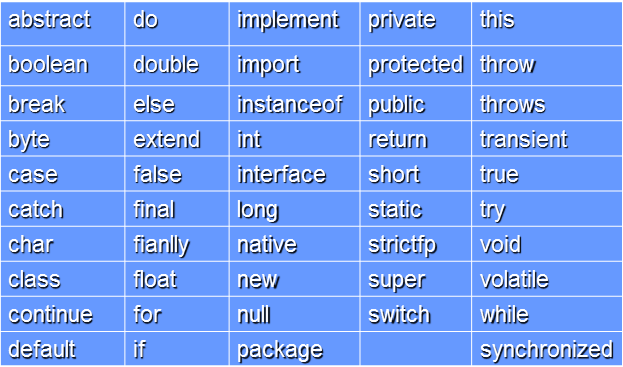 abstract do implement private this
boolean double import protected throw
break else instanceof public throws
byte extend int return transient
case false interface short true
catch final long static try
char fianlly native strictfp void
class float new super volatile
continue for null switch while
default if package synchronized